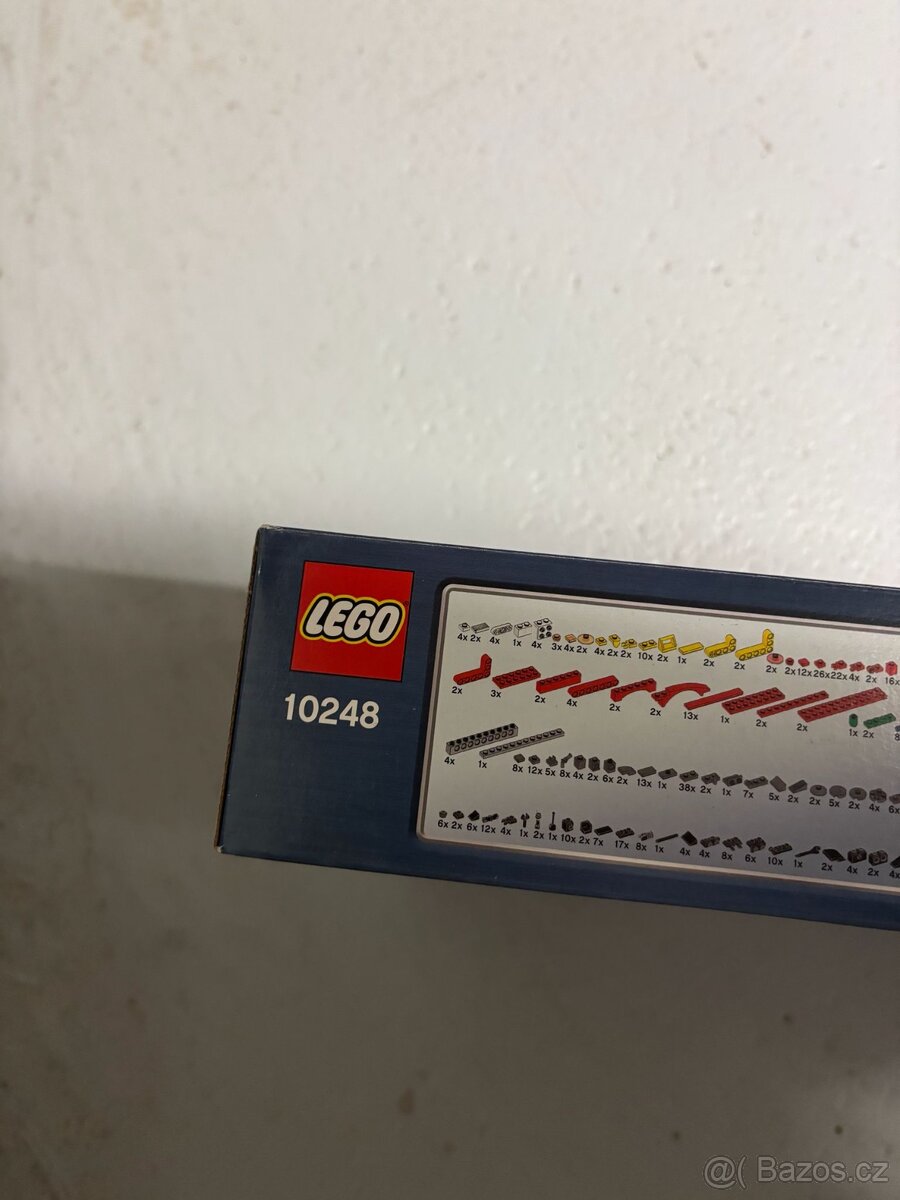 LEGO
10248
4x 2x 4x 1x 4x 3x 4x 2x 4x 2x 2x 10x 2x 1x 2x 2x 2x 2x 12x 26x 22x 4x 2x 16x
2x 3x 2x 4x 2x 2x 13x 1x 2x 2x 1x 2x
4x 1x 8x 12x 5x 8x 4x 2x 6x 2x 13x 1x 38x 2x 1x 7x 5x 2x 2x 5x 2x 4x 6x
6x 2x 6x 12x 4x 1x 2x 1x 10x 2x 7x 17x 8x 1x 4x 4x 8x 6x 10x 1x 2x 4x 2x 4x
@( Bazos.cz